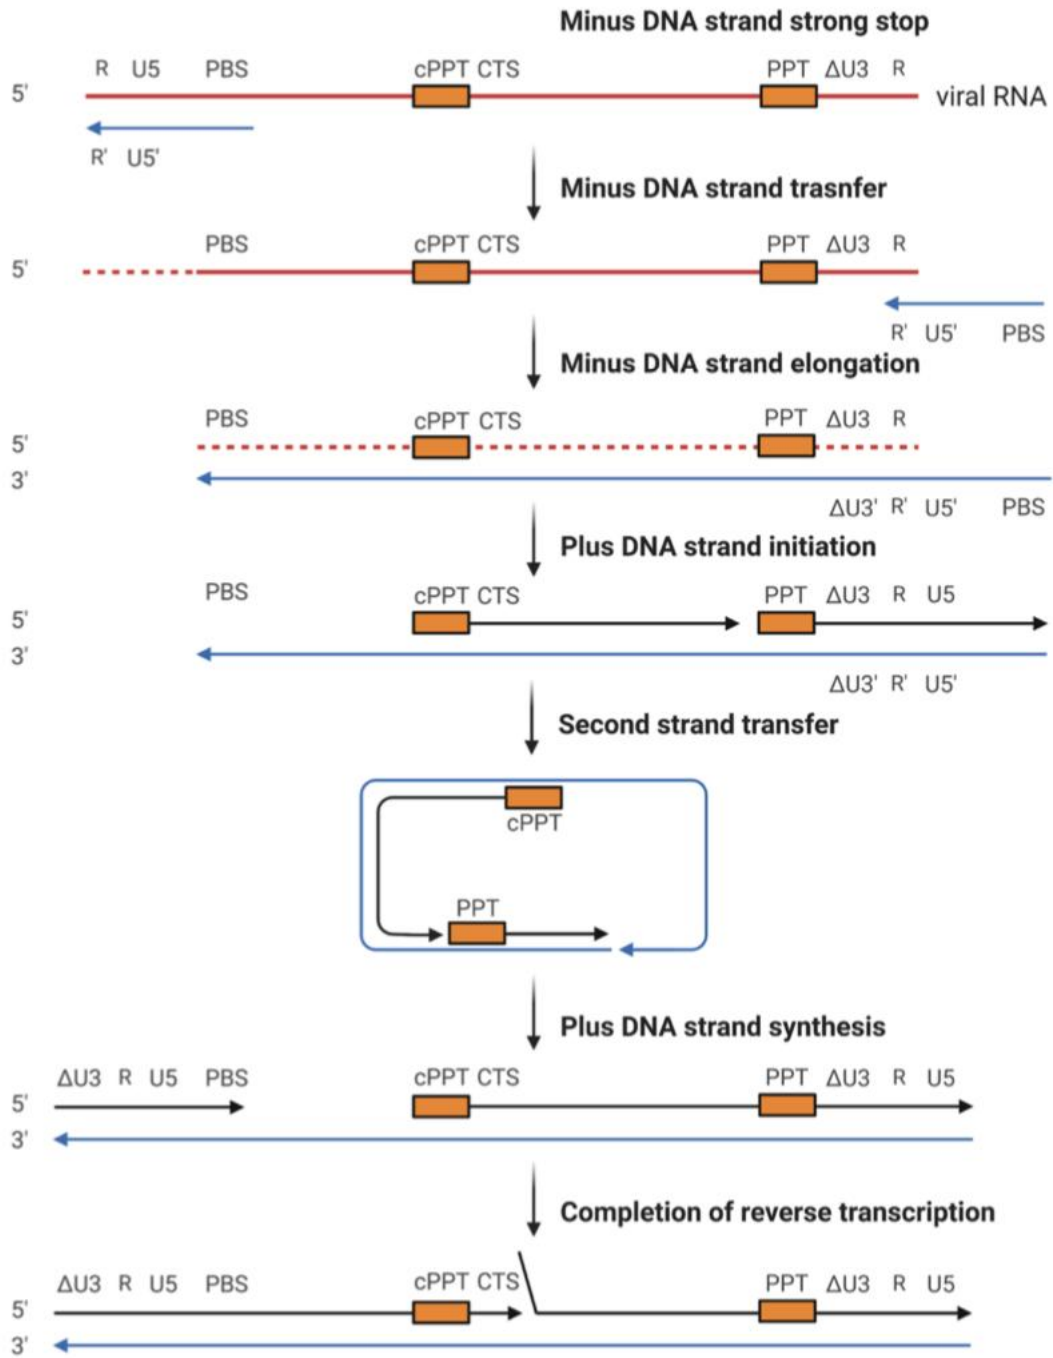 Minus DNA strand strong stop
R U5 PBS cPPT CTS PPT ΔU3 R
5' viral RNA
R' U5'
Minus DNA strand trasnfer
PBS cPPT CTS PPT ΔU3 R
5'
R' U5' PBS
Minus DNA strand elongation
PBS cPPT CTS PPT ΔU3 R
5'
3'
ΔU3' R' U5' PBS
Plus DNA strand initiation
PBS cPPT CTS PPT ΔU3 R U5
5'
3'
ΔU3' R' U5'
Second strand transfer
cPPT
PPT
Plus DNA strand synthesis
ΔU3 R U5 PBS cPPT CTS PPT ΔU3 R U5
5'
3'
Completion of reverse transcription
ΔU3 R U5 PBS cPPT CTS PPT ΔU3 R U5
5'
3'